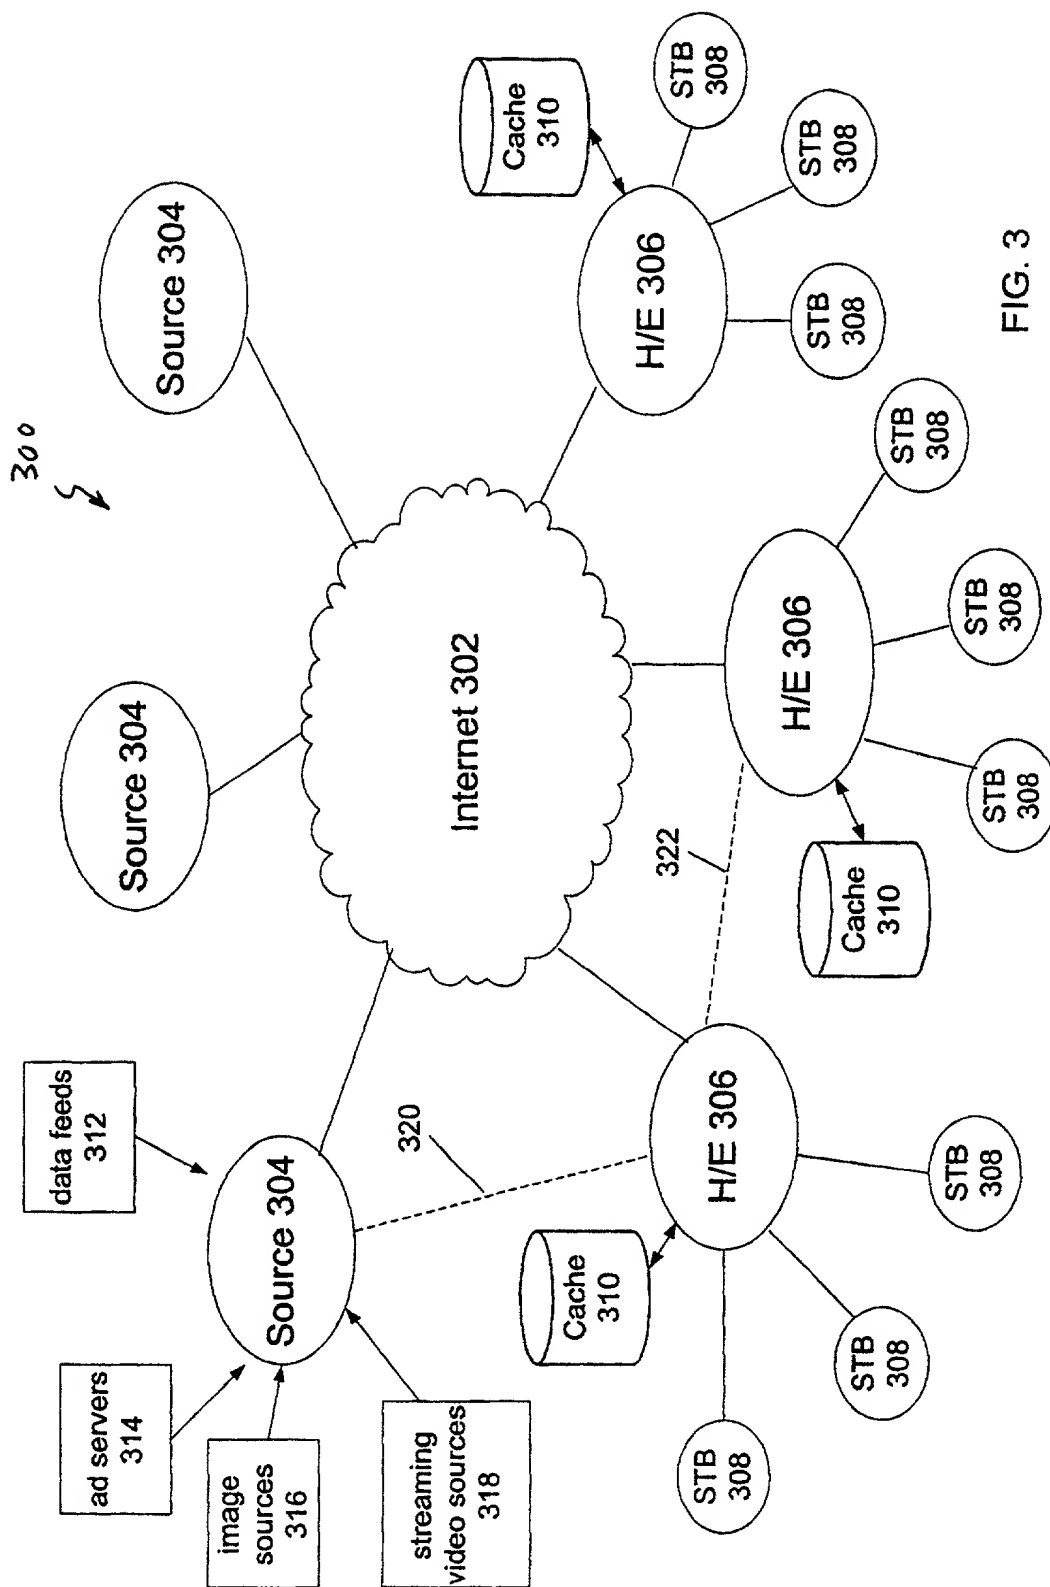 300
data feeds
312
ad servers
314
image
sources
316
streaming
video sources
318
Source 304
Source 304
Source 304
320
Internet 302
322
Cache
310
H/E 306
STB
308
STB
308
STB
308
Cache
310
H/E 306
STB
308
STB
308
STB
308
Cache
310
H/E 306
STB
308
STB
308
STB
308
FIG. 3